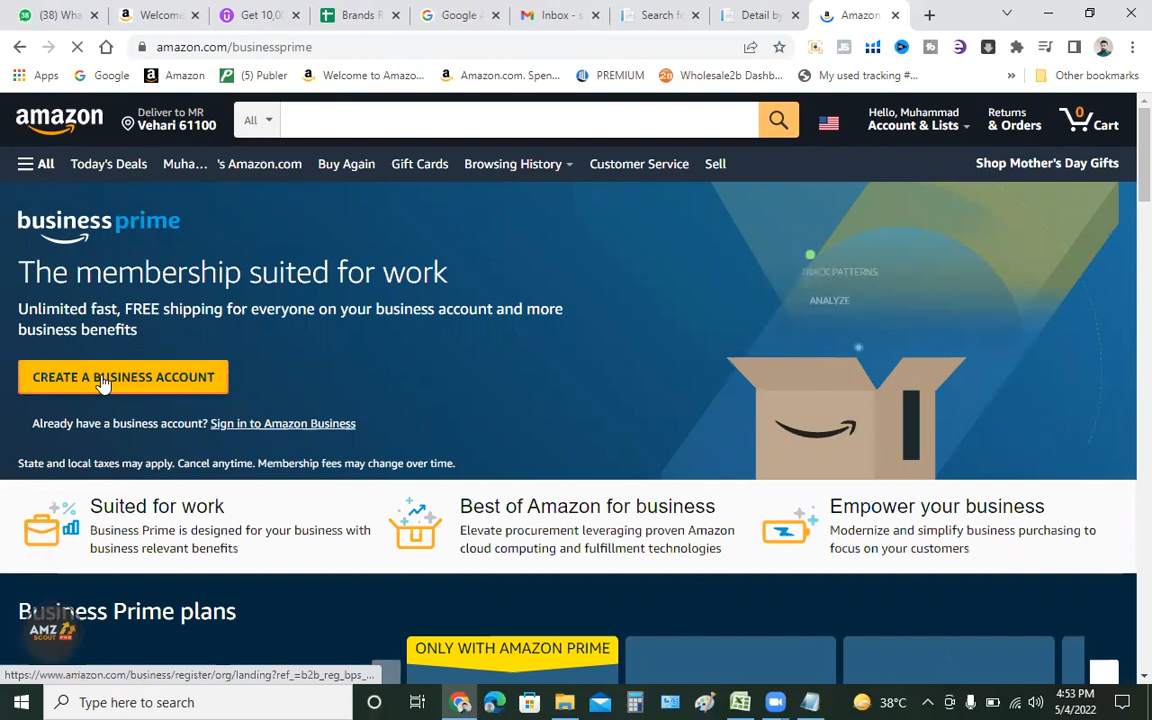 (38) Wha
Welcome
Get 10,0
Brands R
Google A
Inbox - s
Search fo
Detail by
Amazon
amazon.com/businessprime
Apps
Google
Amazon
(5) Publer
Welcome to Amazo...
Amazon.com. Spen...
PREMIUM
Wholesale2b Dashb...
My used tracking #...
Other bookmarks
amazon
Deliver to MR
Vehari 61100
All
Hello, Muhammad
Account & Lists
Returns
& Orders
0
Cart
All
Today's Deals
Muha... 's Amazon.com
Buy Again
Gift Cards
Browsing History
Customer Service
Sell
Shop Mother's Day Gifts
business prime
The membership suited for work
Unlimited fast, FREE shipping for everyone on your business account and more
business benefits
CREATE A BUSINESS ACCOUNT
Already have a business account? Sign in to Amazon Business
State and local taxes may apply. Cancel anytime. Membership fees may change over time.
PATTERNS
ANALYZE
Suited for work
Business Prime is designed for your business with
business relevant benefits
Best of Amazon for business
Elevate procurement leveraging proven Amazon
cloud computing and fulfillment technologies
Empower your business
Modernize and simplify business purchasing to
focus on your customers
Business Prime plans
AMZ
SCOUT PRO
ONLY WITH AMAZON PRIME
https://www.amazon.com/business/register/org/landing?ref_=b2b_reg_bps_...
Type here to search
38°C
4:53 PM
5/4/2022